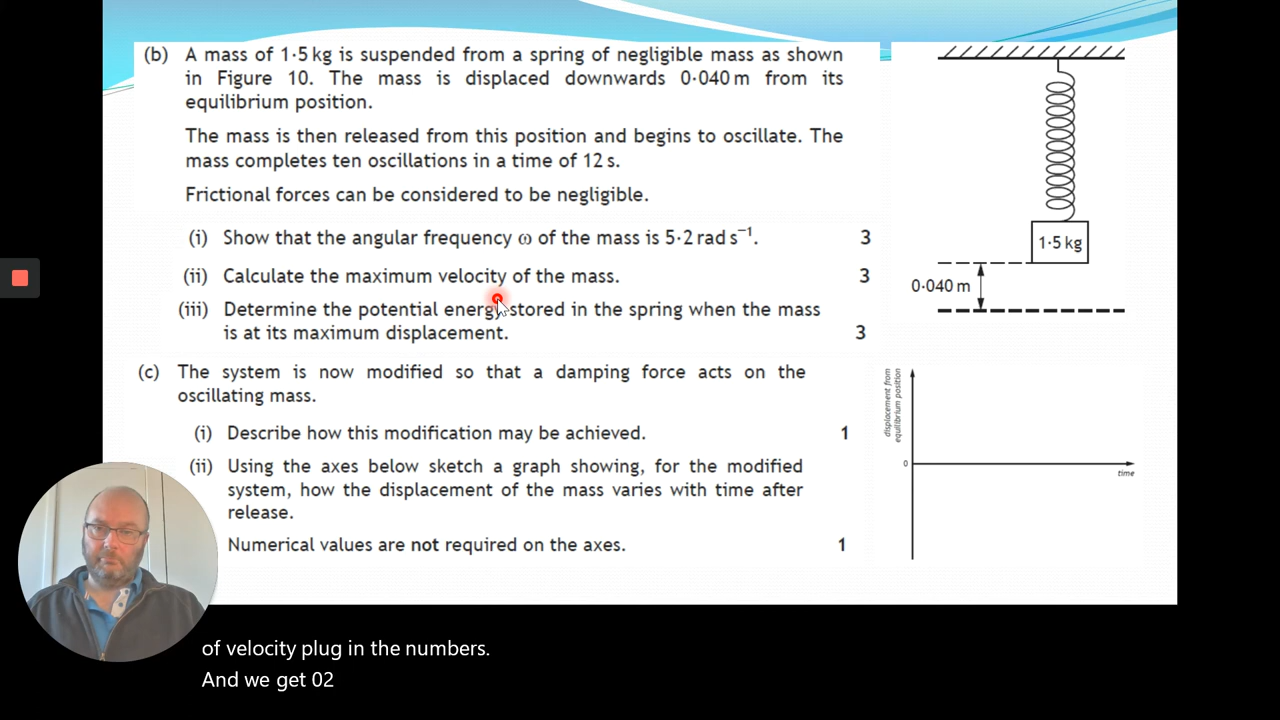 (b) A mass of 1·5 kg is suspended from a spring of negligible mass as shown
in Figure 10. The mass is displaced downwards 0·040 m from its
equilibrium position.
The mass is then released from this position and begins to oscillate. The
mass completes ten oscillations in a time of 12 s.
Frictional forces can be considered to be negligible.
(i) Show that the angular frequency ω of the mass is 5·2 rad s⁻¹. 3
(ii) Calculate the maximum velocity of the mass. 3
(iii) Determine the potential energy stored in the spring when the mass
is at its maximum displacement. 3
1·5 kg
0·040 m
(c) The system is now modified so that a damping force acts on the
oscillating mass.
(i) Describe how this modification may be achieved. 1
(ii) Using the axes below sketch a graph showing, for the modified
system, how the displacement of the mass varies with time after
release.
Numerical values are not required on the axes. 1
displacement from
equilibrium position
0
time
of velocity plug in the numbers.
And we get 02